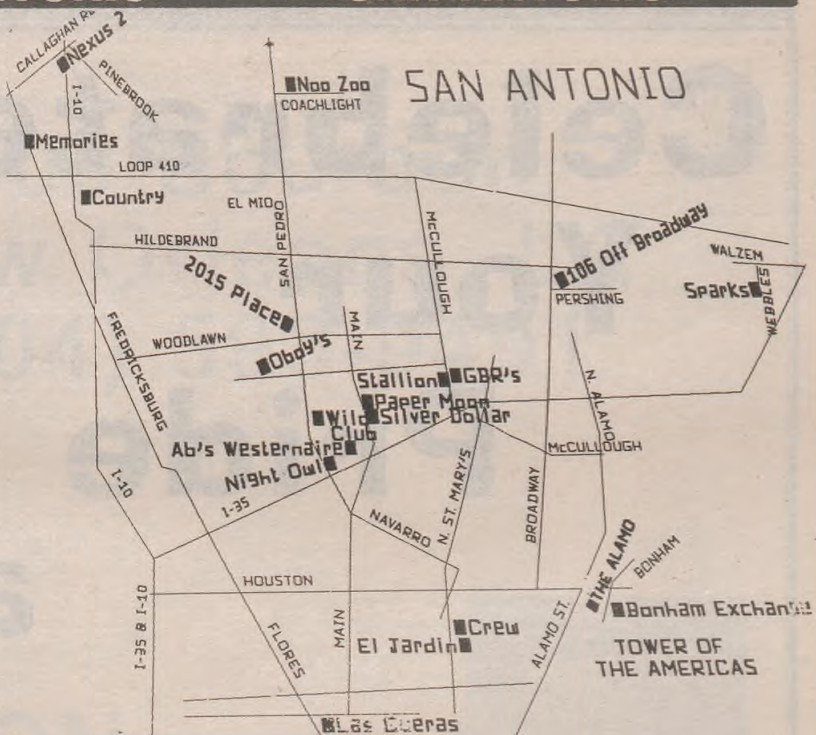 SAN ANTONIO
CALLAGHAN
Nexus 2
PINEBROOK
I-10
Noo Zoo
COACHLIGHT
Memories
LOOP 410
Country
EL MIO
SAN PEDRO
McCULLOUGH
HILDEBRAND
106 Off Broadway
PERSHING
WALZEM
Sparks
WEBBLES
2015 Place
FREDRICKSBURG
WOODLAWN
MAIN
Oboy's
Stallion
GBR's
Paper Moon
Silver Dollar
Wild
Club
N. ALAMO
Ab's Westernaire
Night Owl
McCULLOUGH
I-10
I-35
NAVARRO
N. ST. MARY'S
BROADWAY
HOUSTON
THE ALAMO
BONHAM
I-35 & I-10
FLORES
MAIN
Crew
El Jardin
ALAMO ST.
Bonham Exchange
TOWER OF
THE AMERICAS
Las Gueras